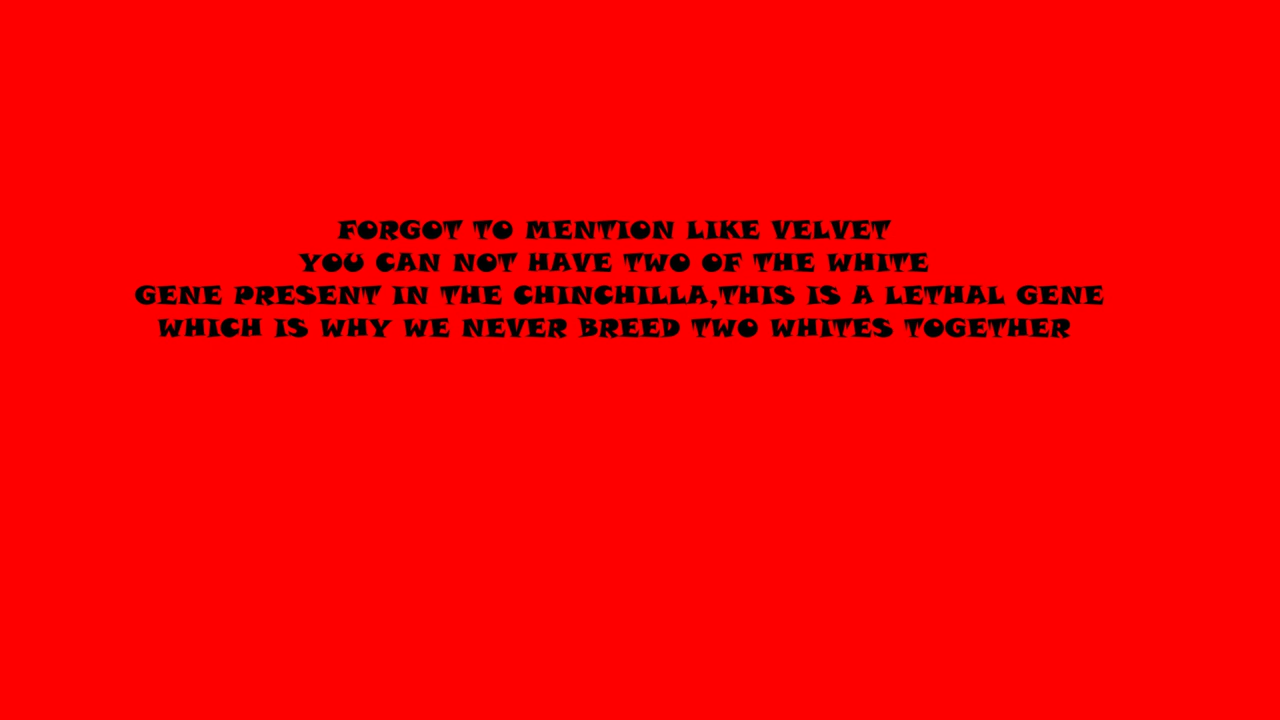 FORGOT TO MENTION LIKE VELVET
YOU CAN NOT HAVE TWO OF THE WHITE
GENE PRESENT IN THE CHINCHILLA,THIS IS A LETHAL GENE
WHICH IS WHY WE NEVER BREED TWO WHITES TOGETHER